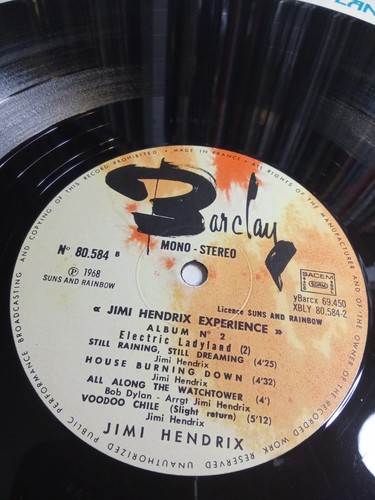 LAN
MADE IN FRANCE • ALL RIGHTS OF THE MANUFACTURER AND OF THE OWNER OF THE RECORDED WORK RESERVED UNAUTHORIZED PUBLIC PERFORMANCE BROADCASTING AND COPYING OF THIS RECORD PROHIBITED •
Barclay
MONO - STEREO
Nº 80.584 B
℗ 1968
SUNS AND RAINBOW
SACEM
Licence SUNS AND RAINBOW
yBarcx 69.450
XBLY 80.584-2
« JIMI HENDRIX EXPERIENCE »
ALBUM Nº 2
Electric Ladyland (2)
STILL RAINING, STILL DREAMING (4'25)
Jimi Hendrix
HOUSE BURNING DOWN (4'32)
Jimi Hendrix
ALL ALONG THE WATCHTOWER (4')
Bob Dylan - Arrgt Jimi Hendrix
VOODOO CHILE (Slight return) (5'12)
Jimi Hendrix
JIMI HENDRIX